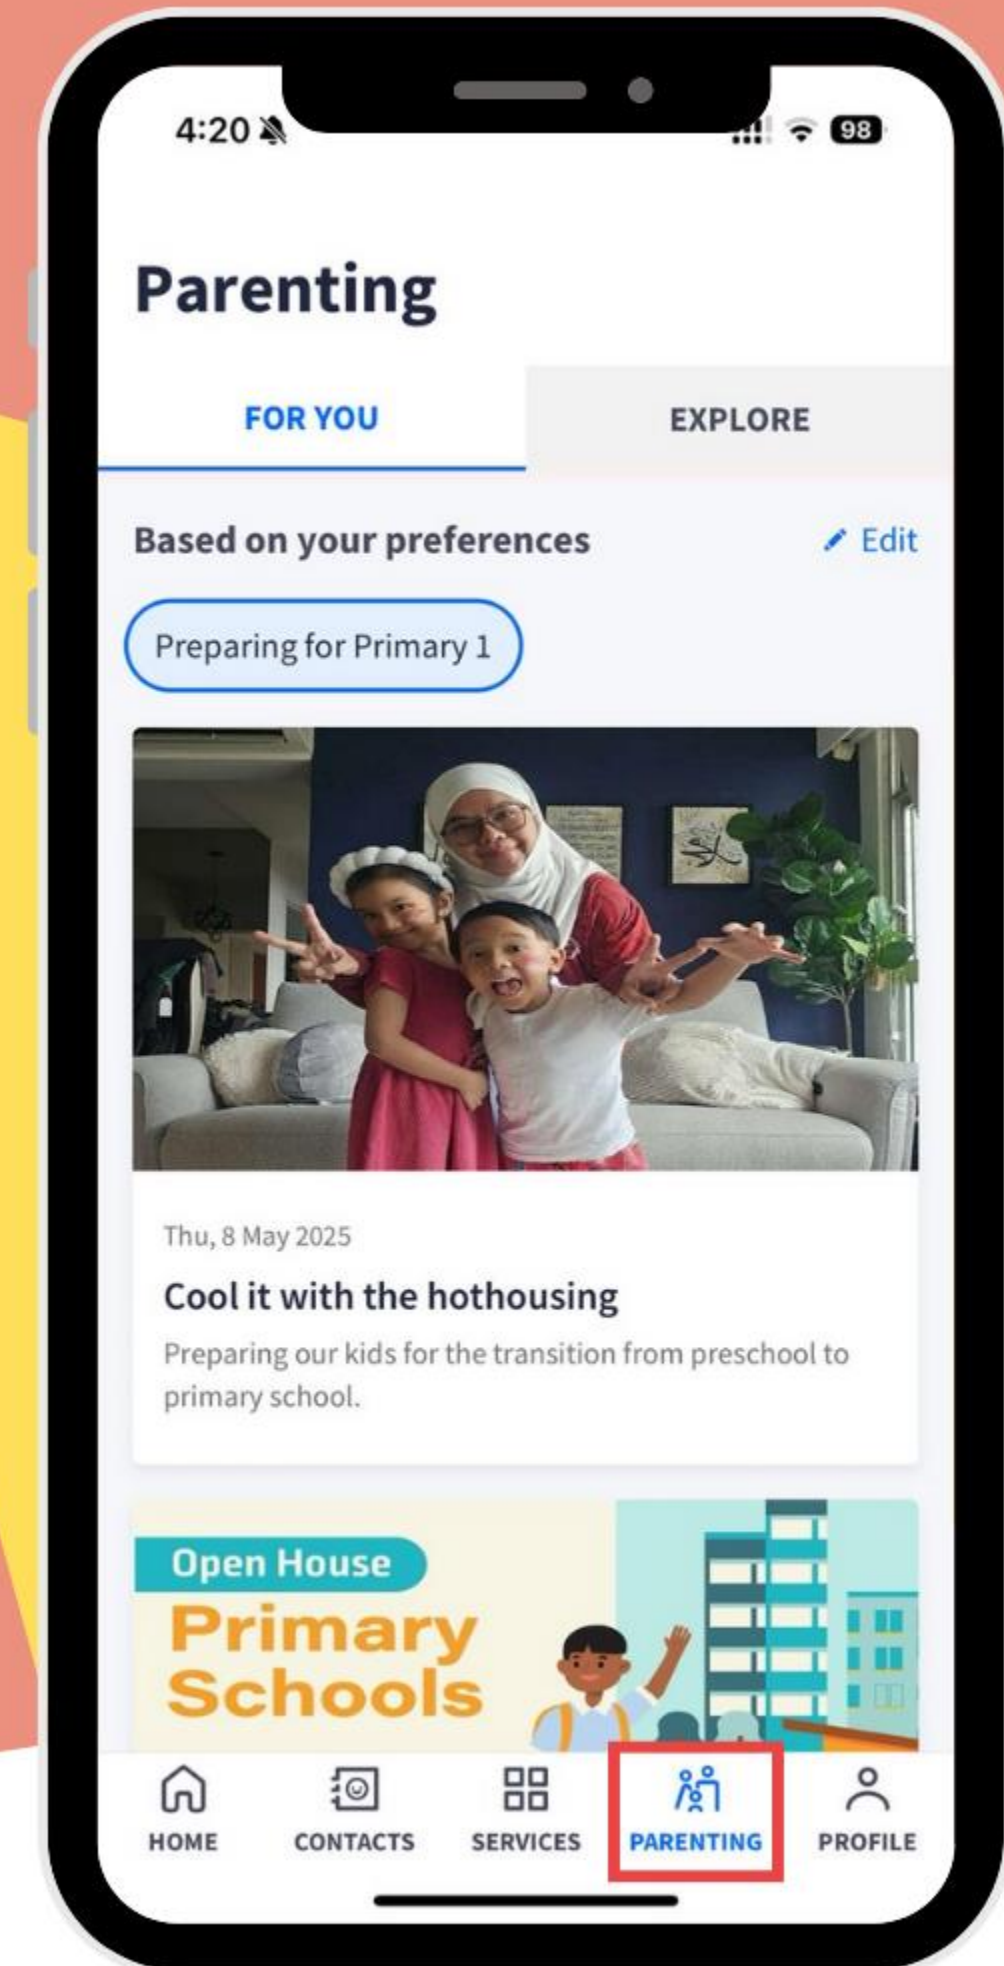 4:20
98
Parenting
FOR YOU
EXPLORE
Based on your preferences
Edit
Preparing for Primary 1
Thu, 8 May 2025
Cool it with the hothousing
Preparing our kids for the transition from preschool to
primary school.
Open House
Primary
Schools
HOME
CONTACTS
SERVICES
PARENTING
PROFILE